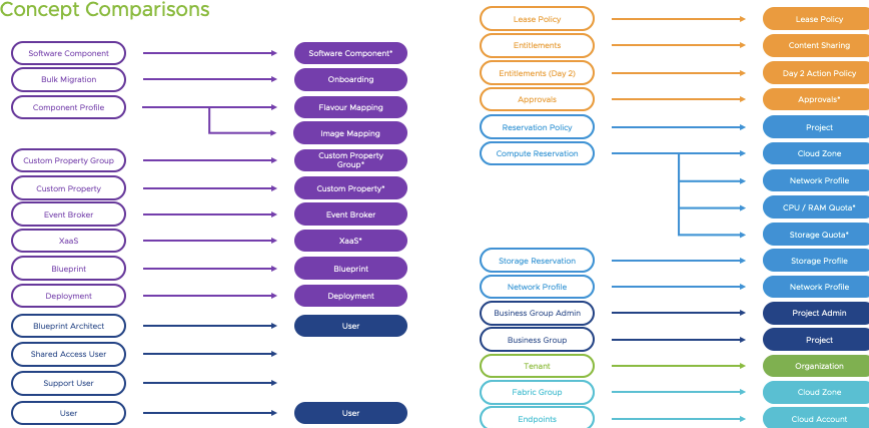 Concept Comparisons
Software Component
Software Component*
Bulk Migration
Onboarding
Component Profile
Flavour Mapping
Image Mapping
Custom Property Group
Custom Property
Group*
Custom Property
Custom Property*
Event Broker
Event Broker
XaaS
XaaS*
Blueprint
Blueprint
Deployment
Deployment
Blueprint Architect
User
Shared Access User
Support User
User
User
Lease Policy
Lease Policy
Entitlements
Content Sharing
Entitlements (Day 2)
Day 2 Action Policy
Approvals
Approvals*
Reservation Policy
Project
Compute Reservation
Cloud Zone
Network Profile
CPU / RAM Quota*
Storage Quota*
Storage Reservation
Storage Profile
Network Profile
Network Profile
Business Group Admin
Project Admin
Business Group
Project
Tenant
Organization
Fabric Group
Cloud Zone
Endpoints
Cloud Account